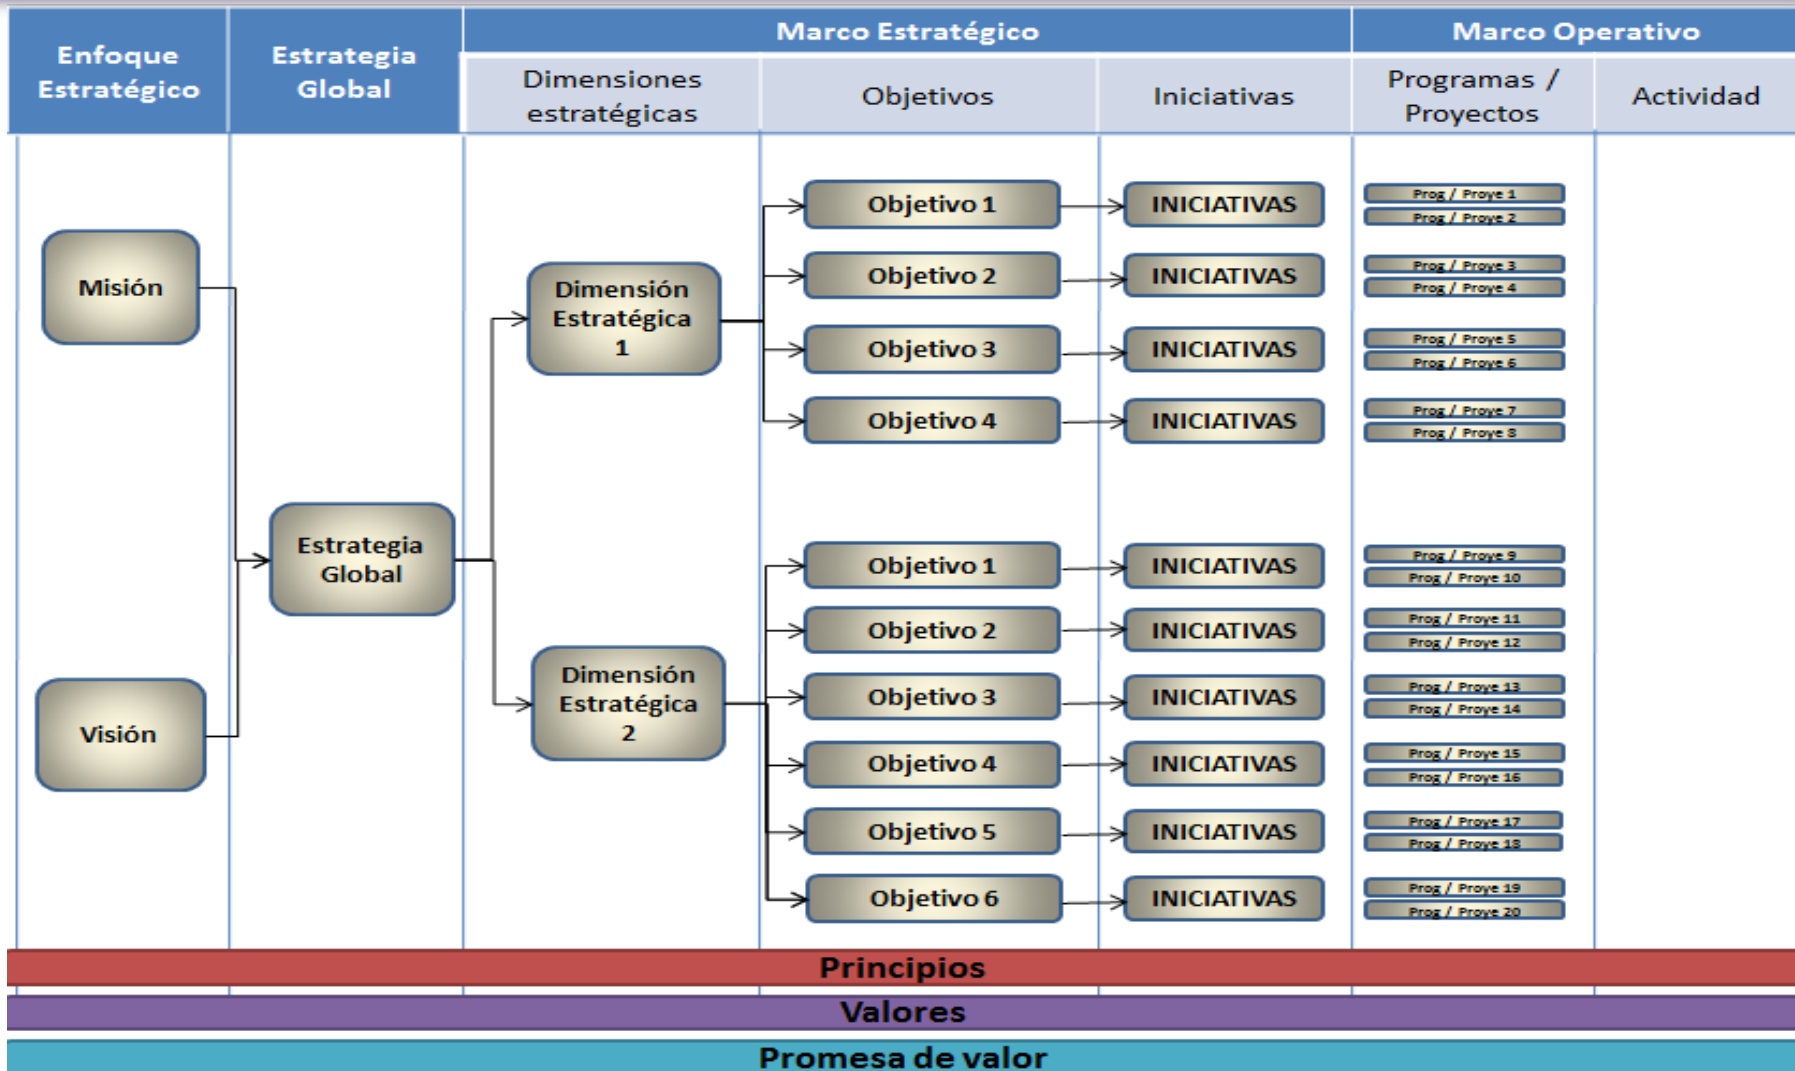 Enfoque
Estratégico
Estrategia
Global
Marco Estratégico
Marco Operativo
Dimensiones
estratégicas
Objetivos
Iniciativas
Programas /
Proyectos
Actividad
Misión
Visión
Estrategia
Global
Dimensión
Estratégica
1
Objetivo 1
INICIATIVAS
Prog / Proye 1
Prog / Proye 2
Objetivo 2
INICIATIVAS
Prog / Proye 3
Prog / Proye 4
Objetivo 3
INICIATIVAS
Prog / Proye 5
Prog / Proye 6
Objetivo 4
INICIATIVAS
Prog / Proye 7
Prog / Proye 8
Dimensión
Estratégica
2
Objetivo 1
INICIATIVAS
Prog / Proye 9
Prog / Proye 10
Objetivo 2
INICIATIVAS
Prog / Proye 11
Prog / Proye 12
Objetivo 3
INICIATIVAS
Prog / Proye 13
Prog / Proye 14
Objetivo 4
INICIATIVAS
Prog / Proye 15
Prog / Proye 16
Objetivo 5
INICIATIVAS
Prog / Proye 17
Prog / Proye 18
Objetivo 6
INICIATIVAS
Prog / Proye 19
Prog / Proye 20
Principios
Valores
Promesa de valor